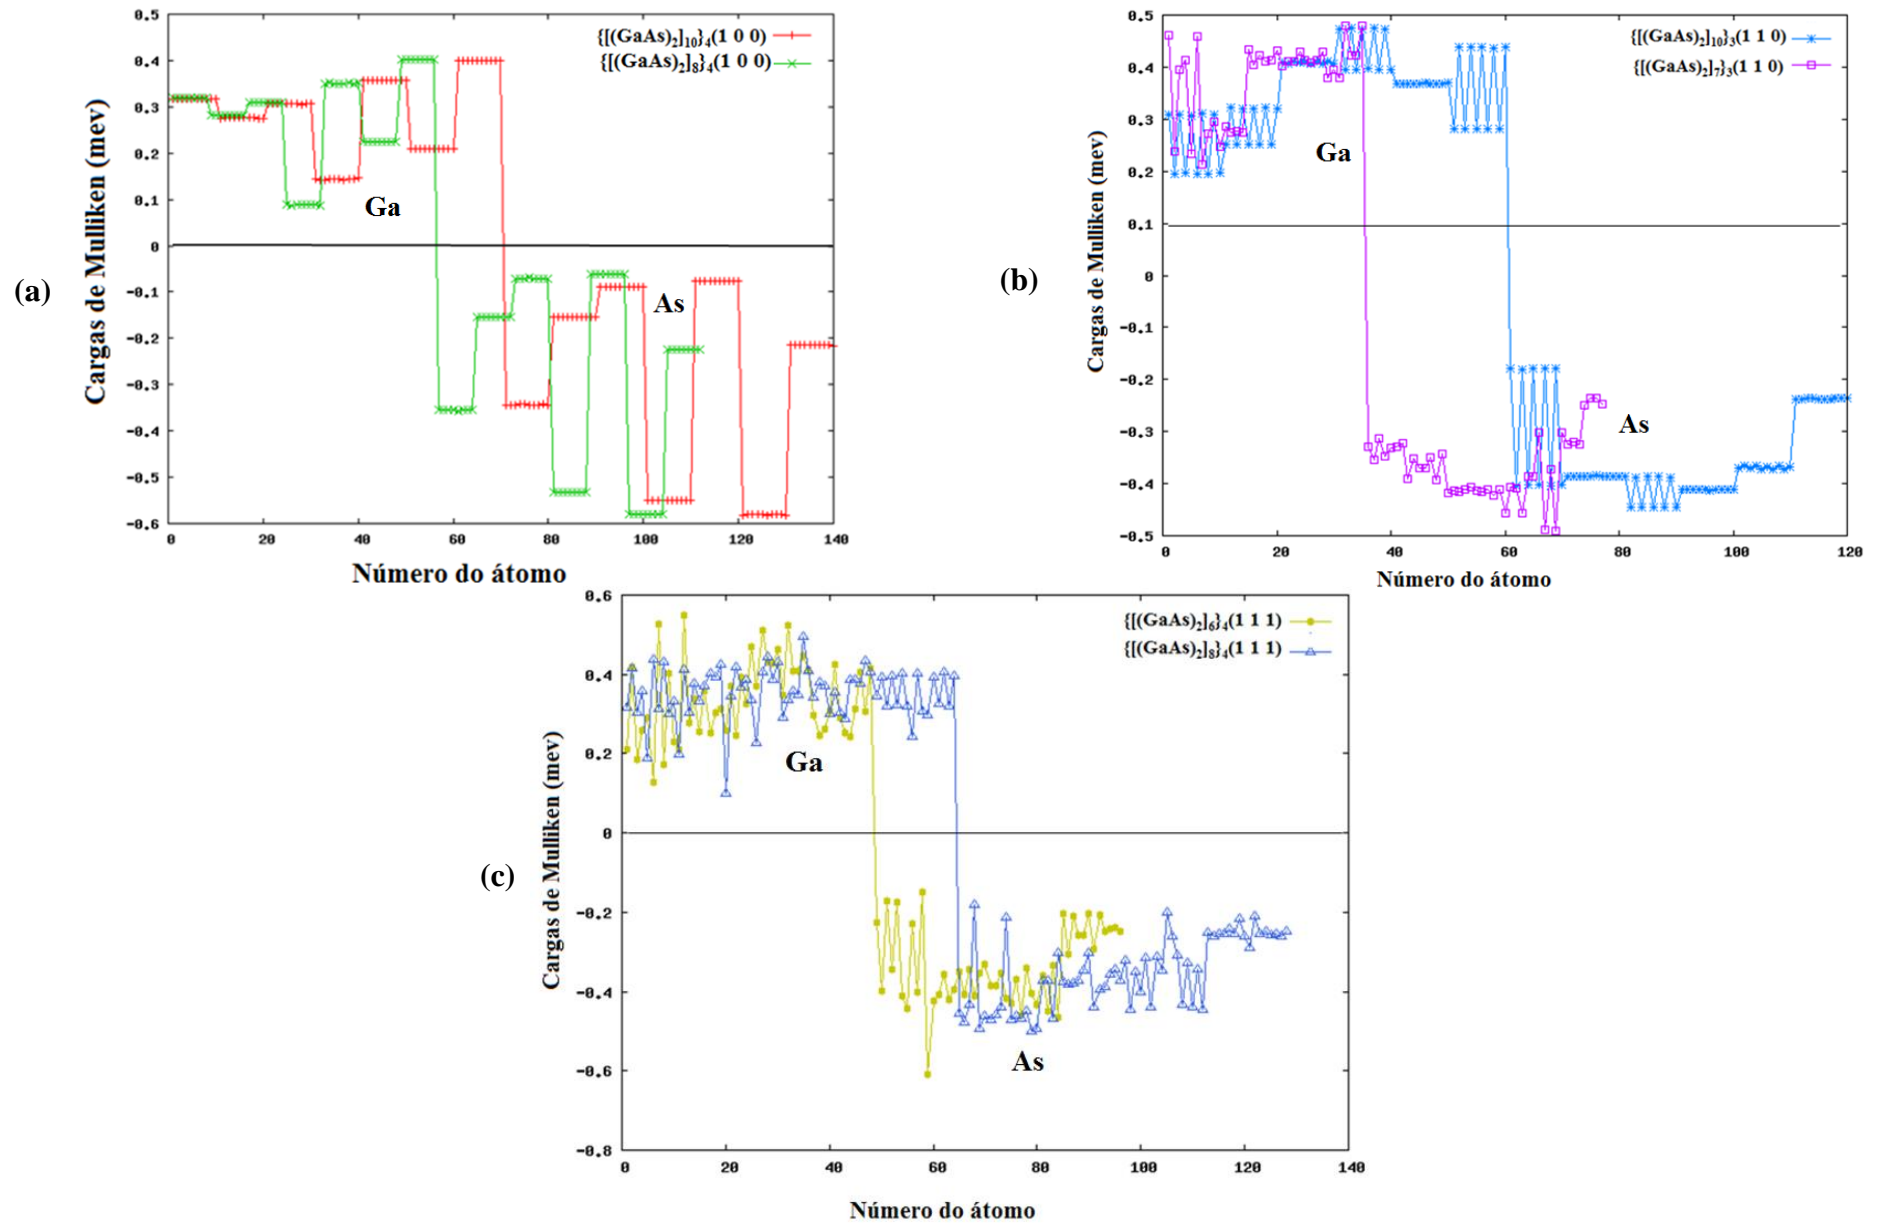 (a)
Cargas de Mulliken (mev)
0.5
0.4
0.3
0.2
0.1
0
-0.1
-0.2
-0.3
-0.4
-0.5
-0.6
{[(GaAs)₂]₁₀}₄(1 0 0)
{[(GaAs)₂]₈}₄(1 0 0)
Ga
As
0 20 40 60 80 100 120 140
Número do átomo
(b)
Cargas de Mulliken (mev)
0.5
0.4
0.3
0.2
0.1
0
-0.1
-0.2
-0.3
-0.4
-0.5
{[(GaAs)₂]₁₀}₃(1 1 0)
{[(GaAs)₂]₇}₃(1 1 0)
Ga
As
0 20 40 60 80 100 120
Número do átomo
(c)
Cargas de Mulliken (mev)
0.6
0.4
0.2
0
-0.2
-0.4
-0.6
-0.8
{[(GaAs)₂]₆}₄(1 1 1)
{[(GaAs)₂]₈}₄(1 1 1)
Ga
As
0 20 40 60 80 100 120 140
Número do átomo